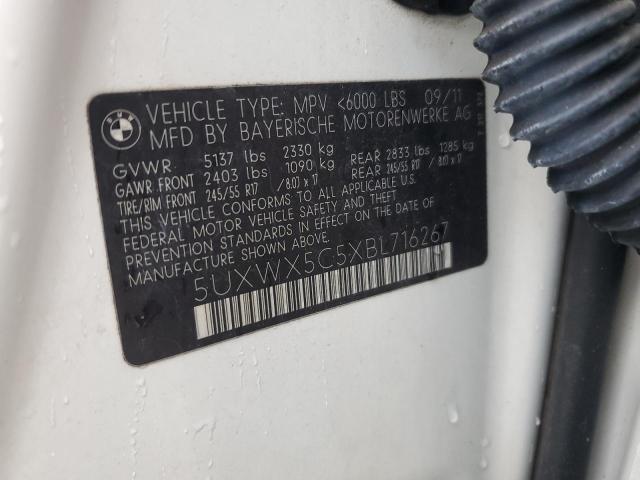 BMW
VEHICLE TYPE: MPV <6000 LBS 09/11
MFD BY BAYERISCHE MOTORENWERKE AG
GVWR 5137 lbs 2330 kg
GAWR FRONT 2403 lbs 1090 kg REAR 2833 lbs 1285 kg
TIRE/RIM FRONT 245/55 R17 / 8.0J x 17 REAR 245/55 R17 / 8.0J x 17
THIS VEHICLE CONFORMS TO ALL APPLICABLE U.S.
FEDERAL MOTOR VEHICLE SAFETY AND THEFT
PREVENTION STANDARDS IN EFFECT ON THE DATE OF
MANUFACTURE SHOWN ABOVE.
5UXWX5C5XBL716267